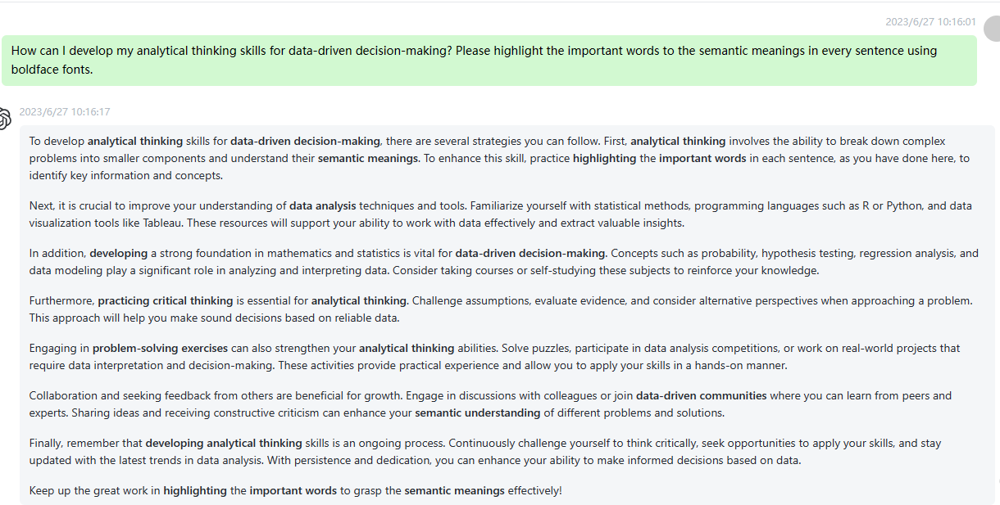 2023/6/27 10:16:01
How can I develop my analytical thinking skills for data-driven decision-making? Please highlight the important words to the semantic meanings in every sentence using
boldface fonts.
2023/6/27 10:16:17
To develop analytical thinking skills for data-driven decision-making, there are several strategies you can follow. First, analytical thinking involves the ability to break down complex
problems into smaller components and understand their semantic meanings. To enhance this skill, practice highlighting the important words in each sentence, as you have done here, to
identify key information and concepts.
Next, it is crucial to improve your understanding of data analysis techniques and tools. Familiarize yourself with statistical methods, programming languages such as R or Python, and data
visualization tools like Tableau. These resources will support your ability to work with data effectively and extract valuable insights.
In addition, developing a strong foundation in mathematics and statistics is vital for data-driven decision-making. Concepts such as probability, hypothesis testing, regression analysis, and
data modeling play a significant role in analyzing and interpreting data. Consider taking courses or self-studying these subjects to reinforce your knowledge.
Furthermore, practicing critical thinking is essential for analytical thinking. Challenge assumptions, evaluate evidence, and consider alternative perspectives when approaching a problem.
This approach will help you make sound decisions based on reliable data.
Engaging in problem-solving exercises can also strengthen your analytical thinking abilities. Solve puzzles, participate in data analysis competitions, or work on real-world projects that
require data interpretation and decision-making. These activities provide practical experience and allow you to apply your skills in a hands-on manner.
Collaboration and seeking feedback from others are beneficial for growth. Engage in discussions with colleagues or join data-driven communities where you can learn from peers and
experts. Sharing ideas and receiving constructive criticism can enhance your semantic understanding of different problems and solutions.
Finally, remember that developing analytical thinking skills is an ongoing process. Continuously challenge yourself to think critically, seek opportunities to apply your skills, and stay
updated with the latest trends in data analysis. With persistence and dedication, you can enhance your ability to make informed decisions based on data.
Keep up the great work in highlighting the important words to grasp the semantic meanings effectively!